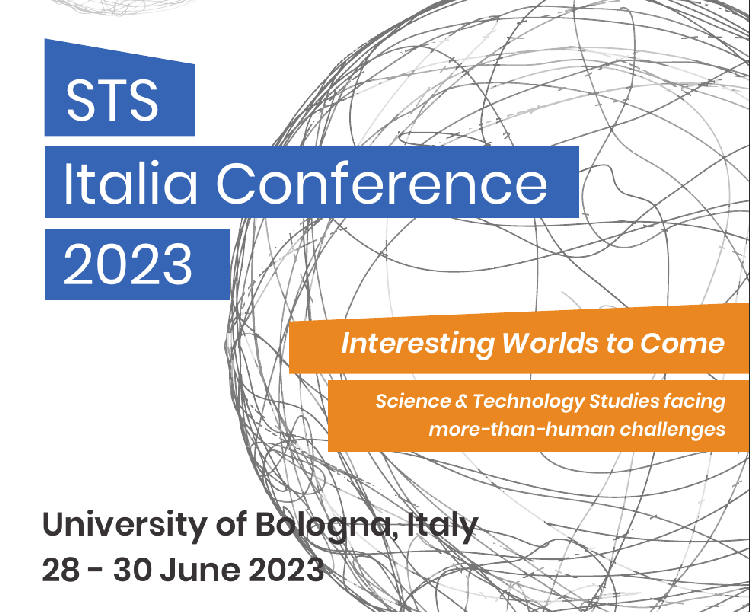 STS
Italia Conference
2023
Interesting Worlds to Come
Science & Technology Studies facing
more-than-human challenges
University of Bologna, Italy
28 - 30 June 2023